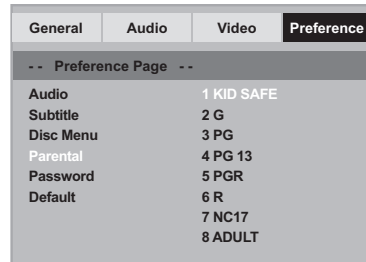 General Audio Video Preference
- - Preference Page - -
Audio 1 KID SAFE
Subtitle 2 G
Disc Menu 3 PG
Parental 4 PG 13
Password 5 PGR
Default 6 R
7 NC17
8 ADULT